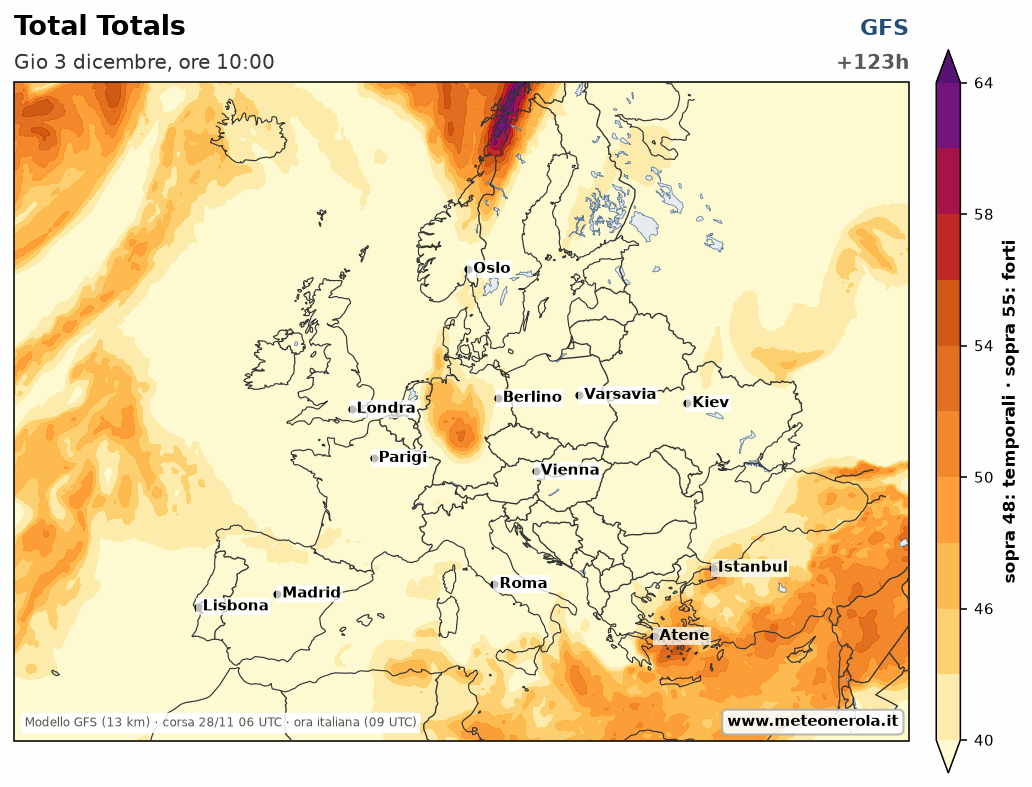 Total Totals
GFS
Gio 3 dicembre, ore 10:00
+123h
64
58
54
50
46
40
sopra 48: temporali · sopra 55: forti
Oslo
Berlino
Varsavia
Kiev
Londra
Parigi
Vienna
Istanbul
Roma
Madrid
Lisbona
Atene
Modello GFS (13 km) · corsa 28/11 06 UTC · ora italiana (09 UTC)
www.meteonerola.it